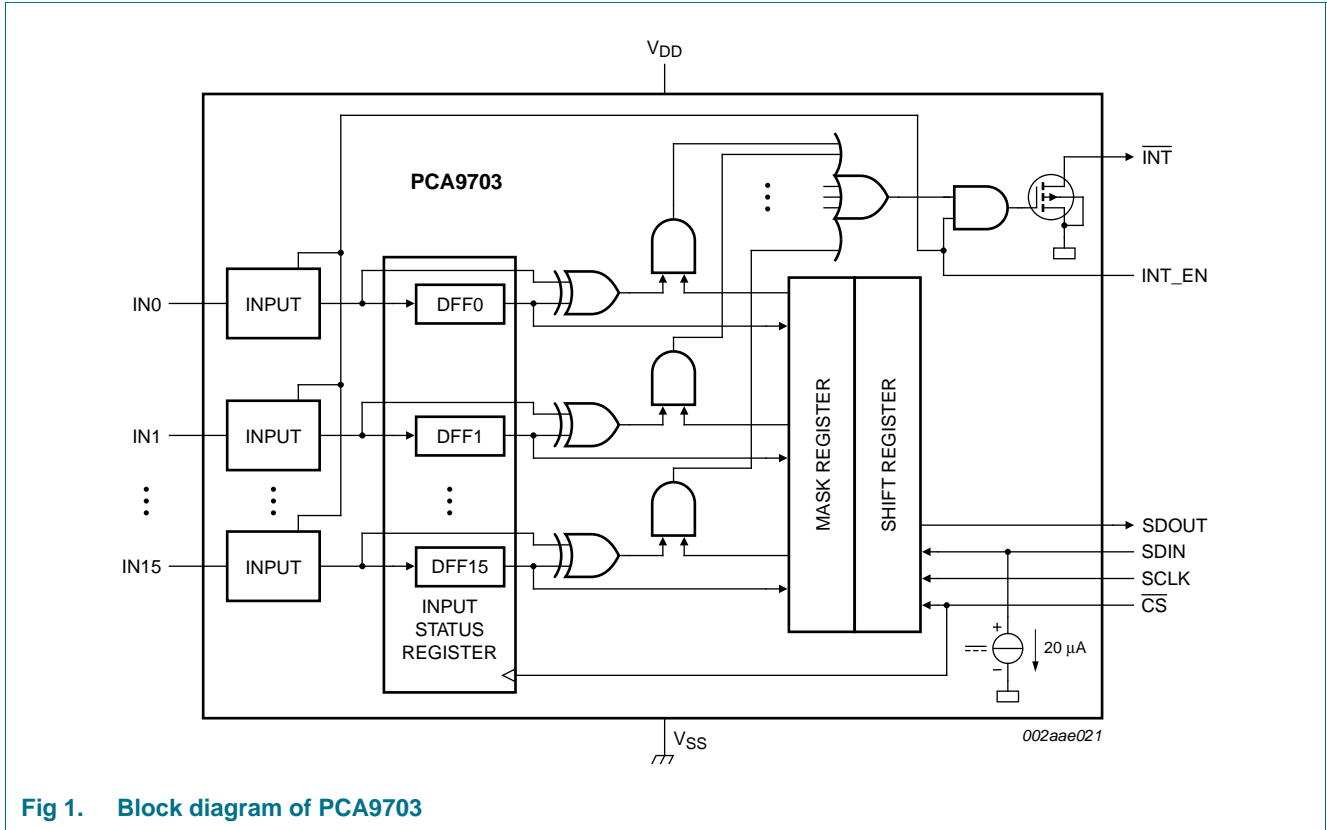 VDD
PCA9703
INT
INT_EN
IN0
INPUT
DFF0
IN1
INPUT
DFF1
IN15
INPUT
DFF15
INPUT
STATUS
REGISTER
MASK REGISTER
SHIFT REGISTER
SDOUT
SDIN
SCLK
CS
+
20 μA
−
VSS
002aae021
Fig 1. Block diagram of PCA9703